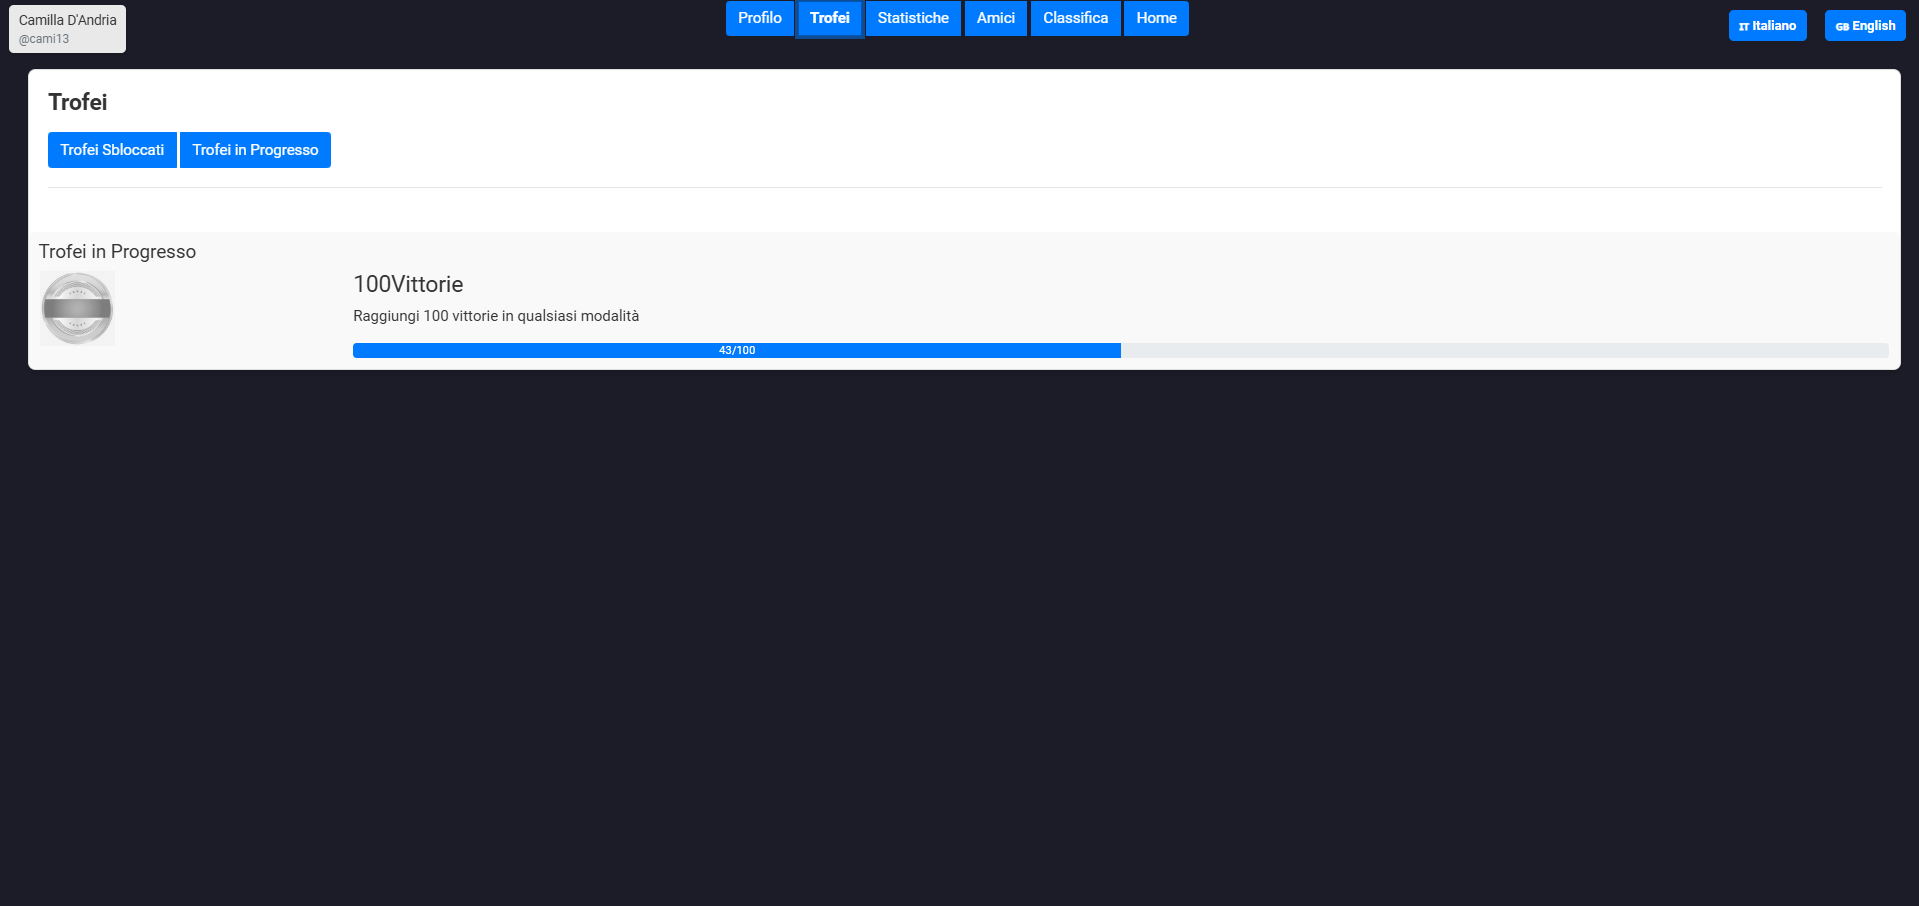 Camilla D'Andria
@cami13
Profilo Trofei Statistiche Amici Classifica Home
IT Italiano GB English
Trofei
Trofei Sbloccati Trofei in Progresso
Trofei in Progresso
100Vittorie
Raggiungi 100 vittorie in qualsiasi modalità
43/100